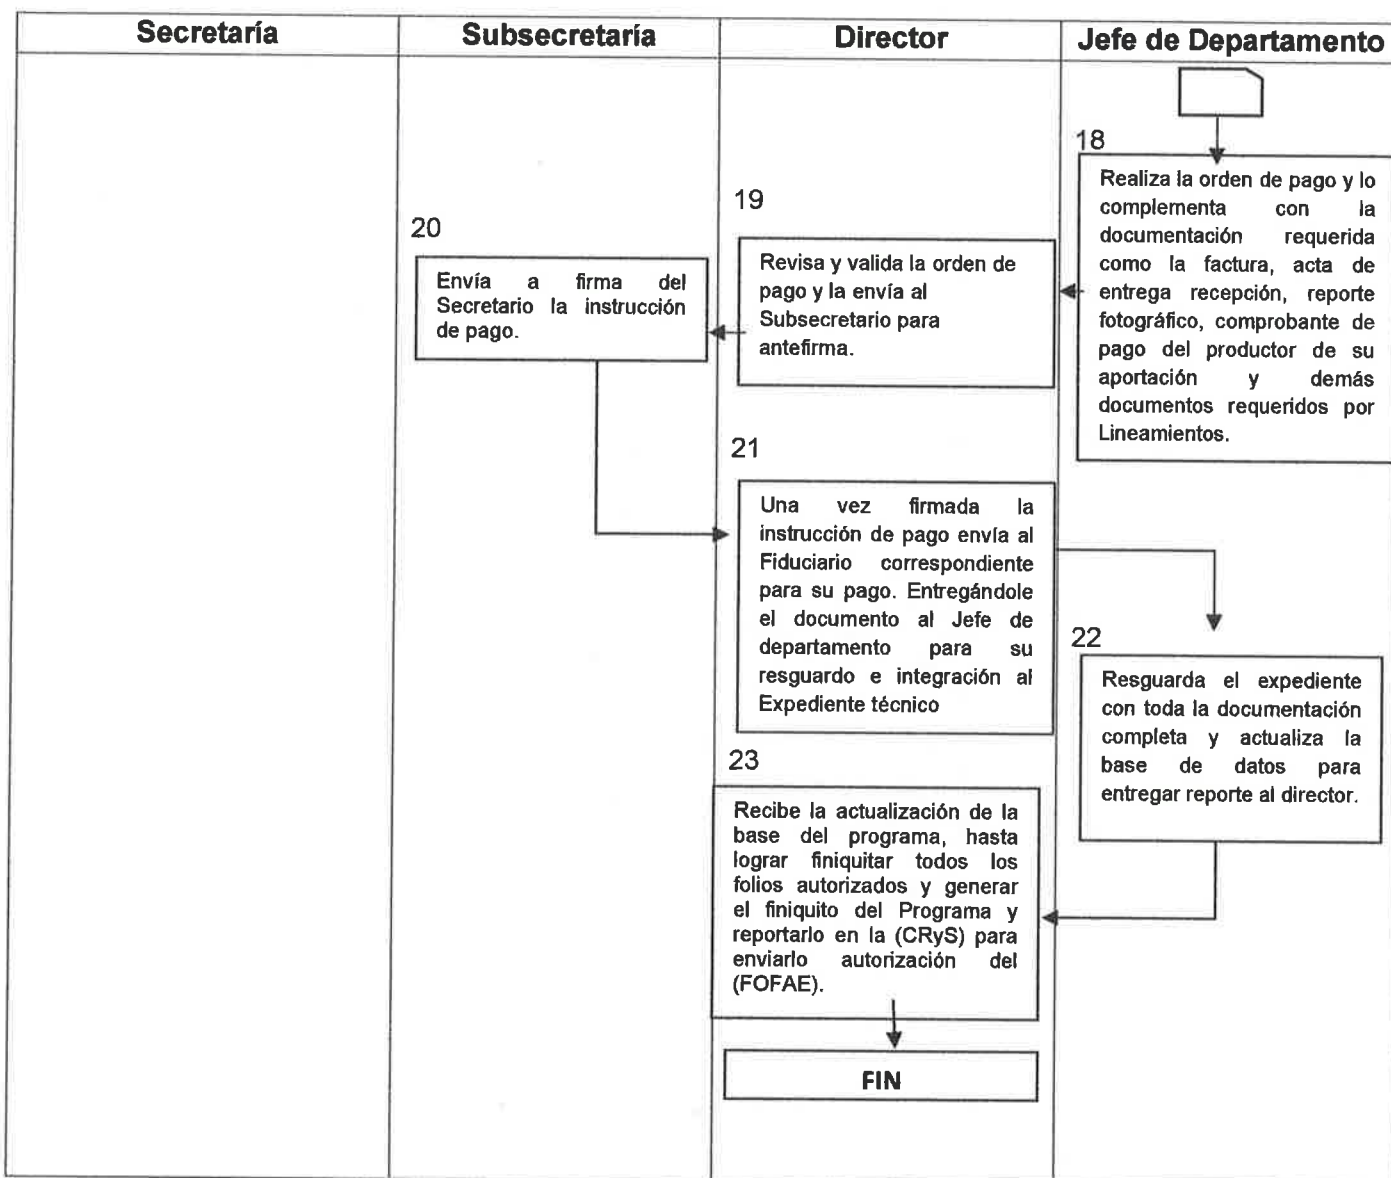 Secretaría
Subsecretaría
Director
Jefe de Departamento
18
Realiza la orden de pago y lo
complementa con la
documentación requerida
como la factura, acta de
entrega recepción, reporte
fotográfico, comprobante de
pago del productor de su
aportación y demás
documentos requeridos por
Lineamientos.
19
Revisa y valida la orden de
pago y la envía al
Subsecretario para
antefirma.
20
Envía a firma del
Secretario la instrucción
de pago.
21
Una vez firmada la
instrucción de pago envía al
Fiduciario correspondiente
para su pago. Entregándole
el documento al Jefe de
departamento para su
resguardo e integración al
Expediente técnico
22
Resguarda el expediente
con toda la documentación
completa y actualiza la
base de datos para
entregar reporte al director.
23
Recibe la actualización de la
base del programa, hasta
lograr finiquitar todos los
folios autorizados y generar
el finiquito del Programa y
reportarlo en la (CRyS) para
enviarlo autorización del
(FOFAE).
FIN